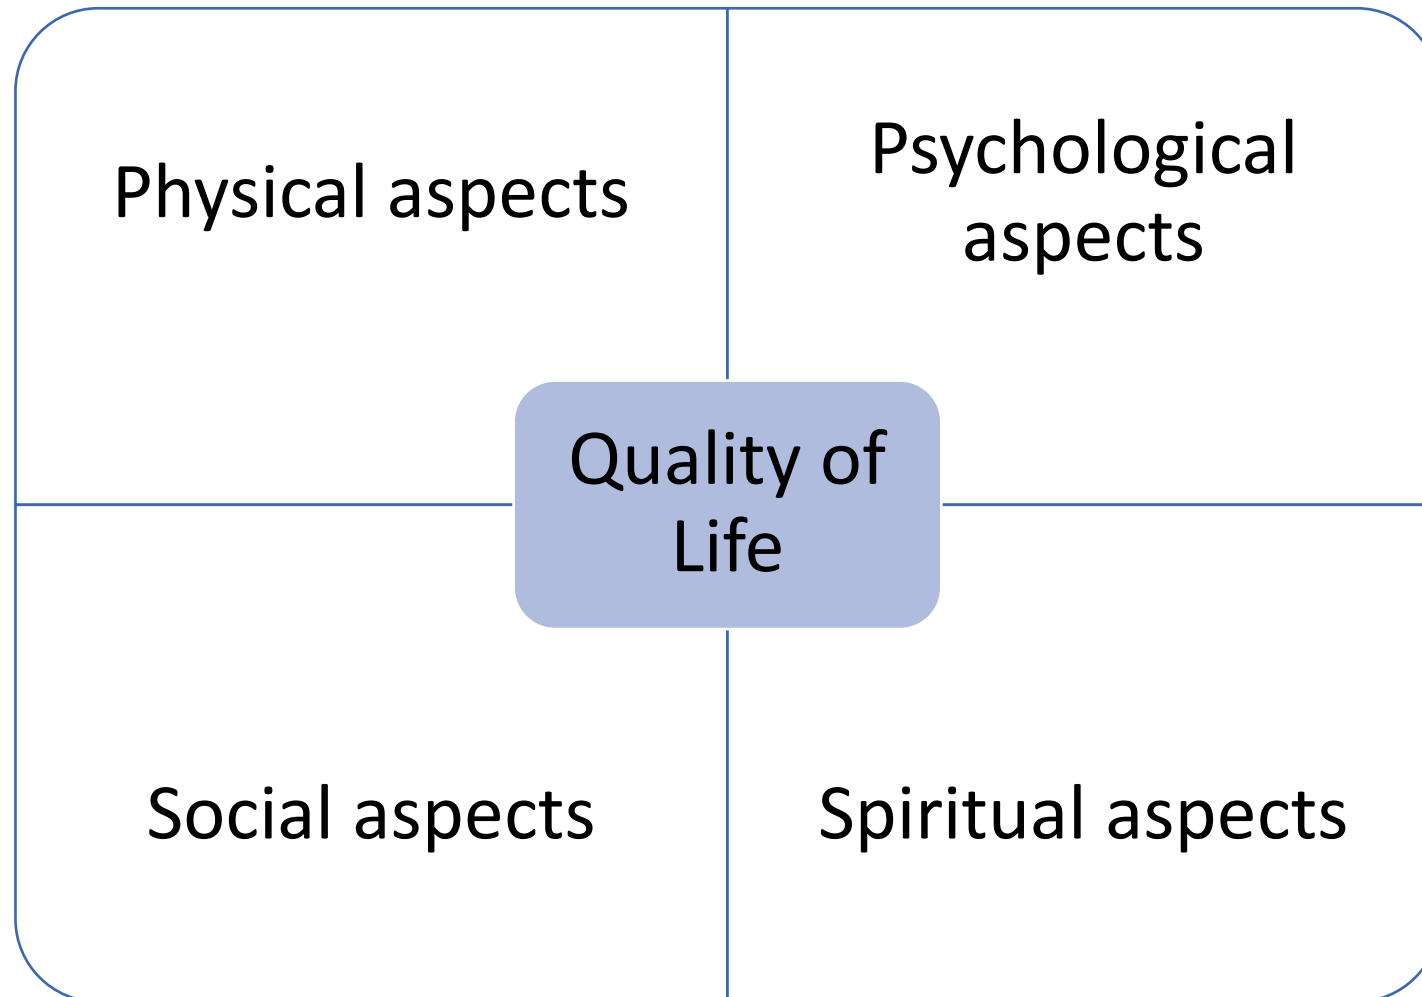 Physical aspects
Psychological
aspects
Quality of
Life
Social aspects
Spiritual aspects